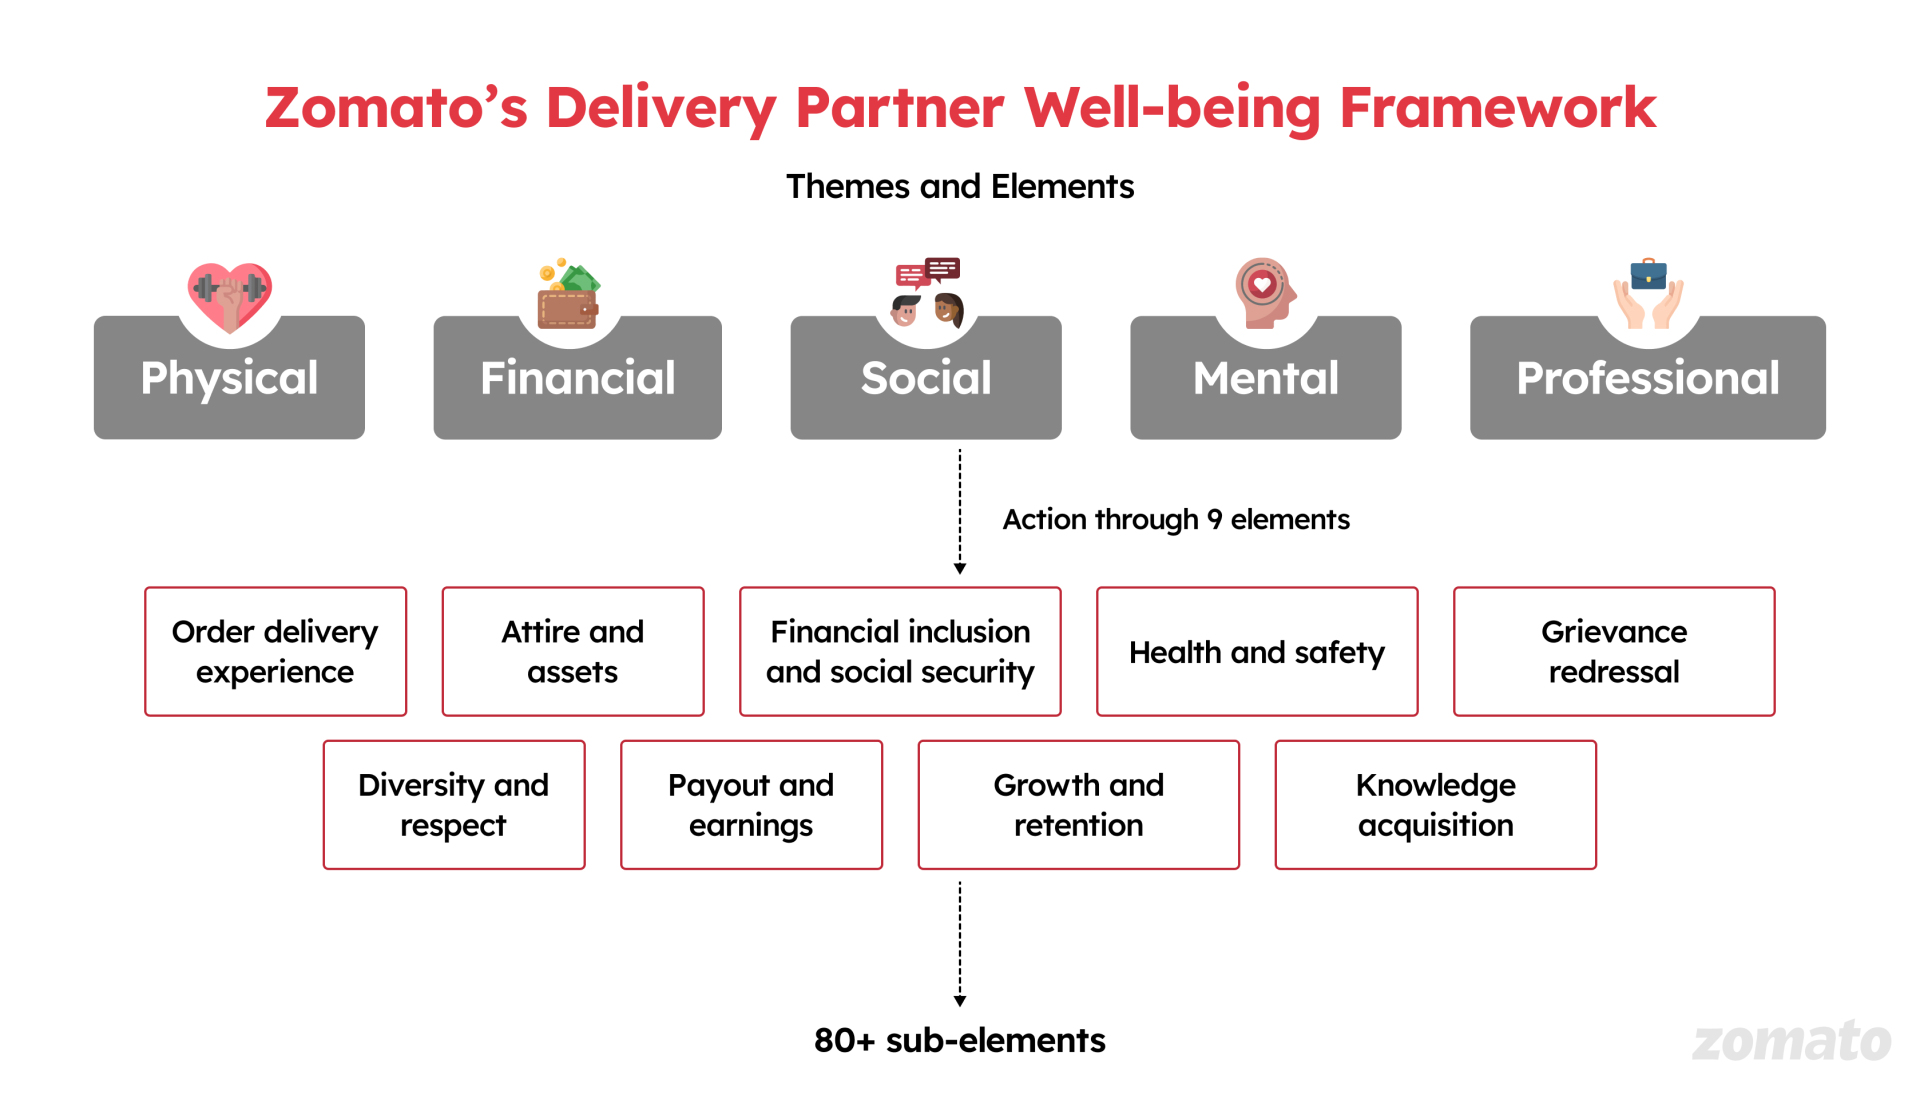 Zomato’s Delivery Partner Well-being Framework
Themes and Elements
Physical
Financial
Social
Mental
Professional
Action through 9 elements
Order delivery
experience
Attire and
assets
Financial inclusion
and social security
Health and safety
Grievance
redressal
Diversity and
respect
Payout and
earnings
Growth and
retention
Knowledge
acquisition
80+ sub-elements
zomato